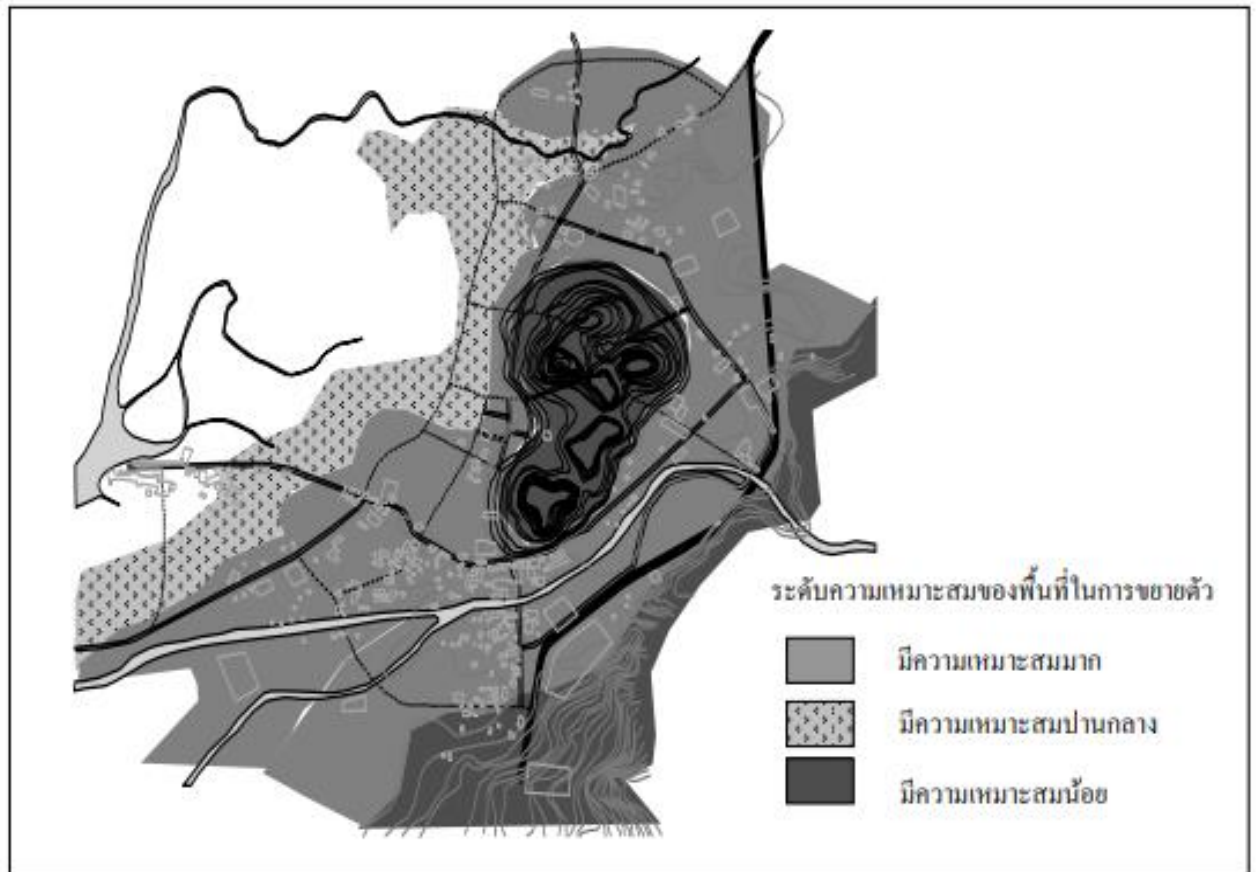 ระดับความเหมาะสมของพื้นที่ในการขยายตัว
มีความเหมาะสมมาก
มีความเหมาะสมปานกลาง
มีความเหมาะสมน้อย